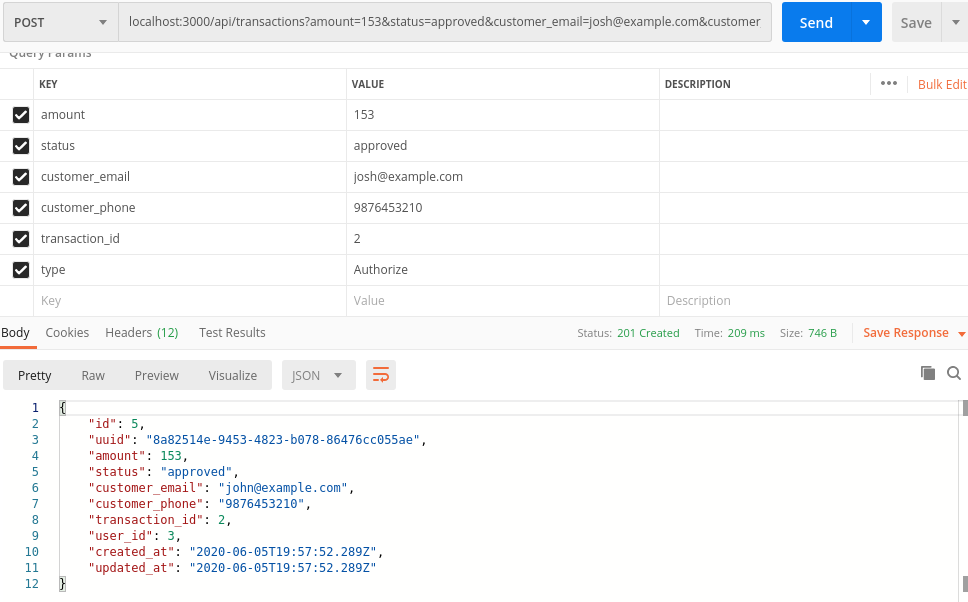 POST localhost:3000/api/transactions?amount=153&status=approved&customer_email=josh@example.com&customer Send Save
Query Params
KEY VALUE DESCRIPTION ••• Bulk Edit
amount 153
status approved
customer_email josh@example.com
customer_phone 9876453210
transaction_id 2
type Authorize
Key Value Description
Body Cookies Headers (12) Test Results Status: 201 Created Time: 209 ms Size: 746 B Save Response
Pretty Raw Preview Visualize JSON
1 {
2 "id": 5,
3 "uuid": "8a82514e-9453-4823-b078-86476cc055ae",
4 "amount": 153,
5 "status": "approved",
6 "customer_email": "john@example.com",
7 "customer_phone": "9876453210",
8 "transaction_id": 2,
9 "user_id": 3,
10 "created_at": "2020-06-05T19:57:52.289Z",
11 "updated_at": "2020-06-05T19:57:52.289Z"
12 }